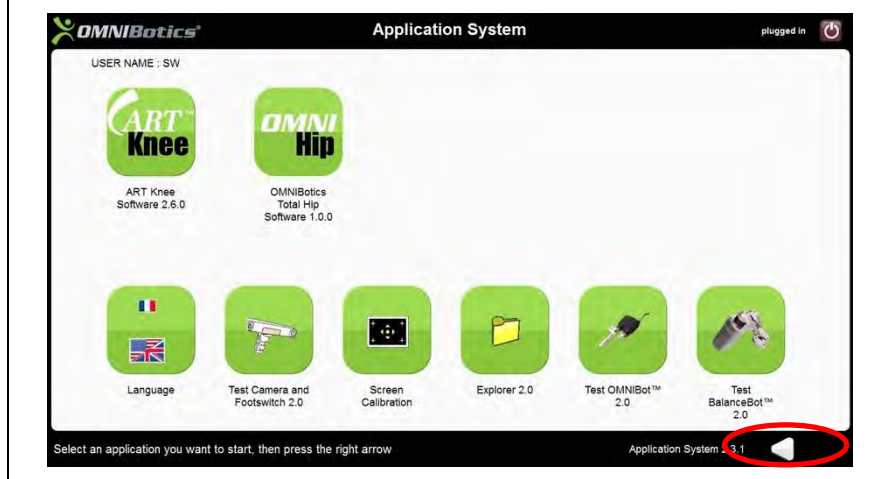 OMNIBotics®
Application System
plugged in
USER NAME : SW
ART™
Knee
OMNI
Hip
ART Knee
Software 2.6.0
OMNIBotics
Total Hip
Software 1.0.0
Language
Test Camera and
Footswitch 2.0
Screen
Calibration
Explorer 2.0
Test OMNIBot™
2.0
Test
BalanceBot™
2.0
Select an application you want to start, then press the right arrow
Application System 2.3.1